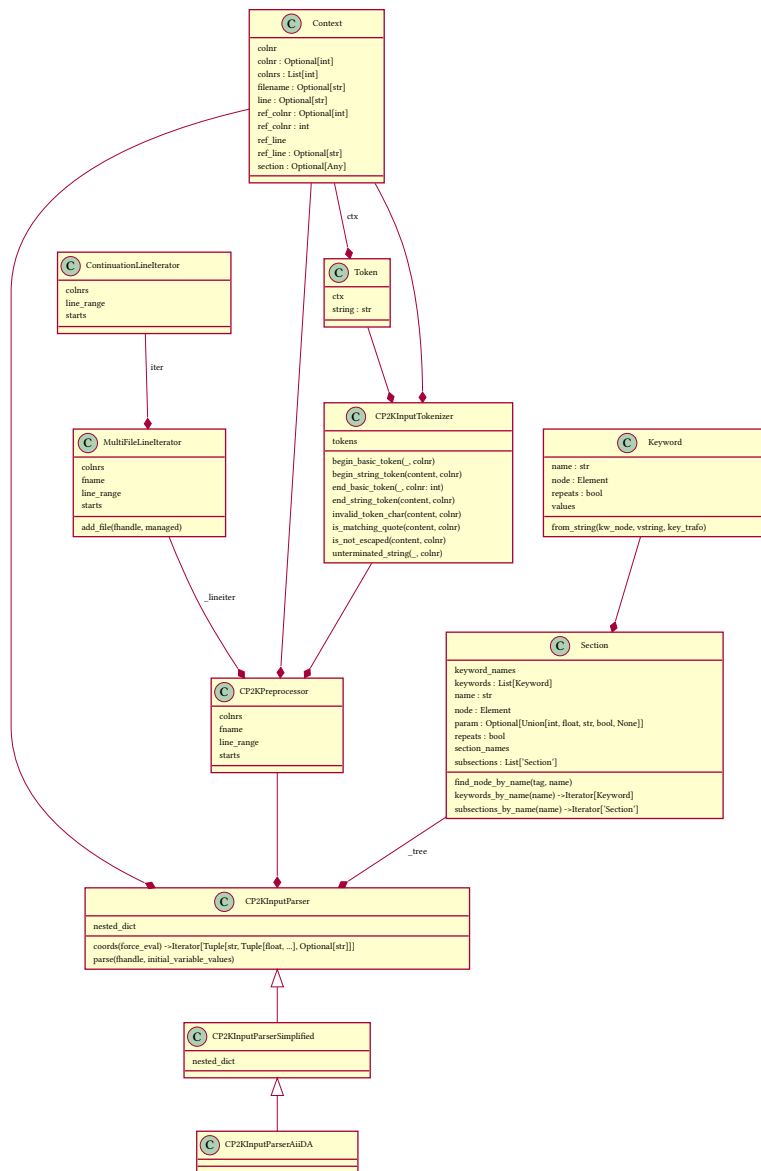 C Context
colnr
colnr : Optional[int]
colnrs : List[int]
filename : Optional[str]
line : Optional[str]
ref_colnr : Optional[int]
ref_colnr : int
ref_line
ref_line : Optional[str]
section : Optional[Any]
ctx
C ContinuationLineIterator
colnrs
line_range
starts
C Token
ctx
string : str
iter
C CP2KInputTokenizer
tokens
begin_basic_token(_, colnr)
begin_string_token(content, colnr)
end_basic_token(_, colnr: int)
end_string_token(content, colnr)
invalid_token_char(content, colnr)
is_matching_quote(content, colnr)
is_not_escaped(content, colnr)
unterminated_string(_, colnr)
C MultiFileLineIterator
colnrs
fname
line_range
starts
add_file(fhandle, managed)
C Keyword
name : str
node : Element
repeats : bool
values
from_string(kw_node, vstring, key_trafo)
_lineiter
C Section
keyword_names
keywords : List[Keyword]
name : str
node : Element
param : Optional[Union[int, float, str, bool, None]]
repeats : bool
section_names
subsections : List['Section']
find_node_by_name(tag, name)
keywords_by_name(name) ->Iterator[Keyword]
subsections_by_name(name) ->Iterator['Section']
C CP2KPreprocessor
colnrs
fname
line_range
starts
_tree
C CP2KInputParser
nested_dict
coords(force_eval) ->Iterator[Tuple[str, Tuple[float, ...], Optional[str]]]
parse(fhandle, initial_variable_values)
C CP2KInputParserSimplified
nested_dict
C CP2KInputParserAiiDA